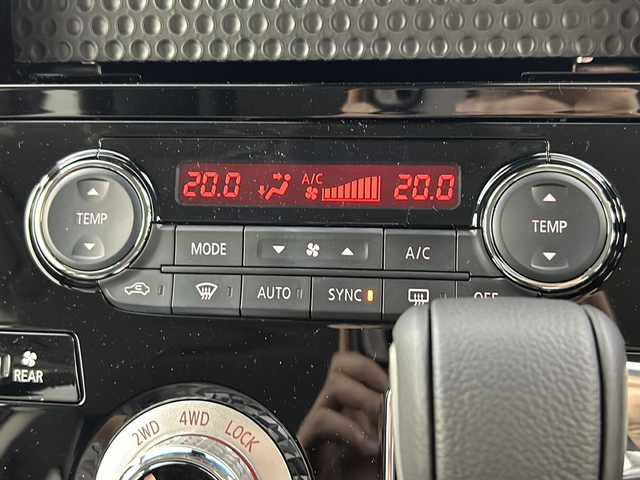 20.0 A/C 20.0
TEMP
TEMP
MODE A/C
AUTO SYNC OFF
REAR
2WD 4WD LOCK